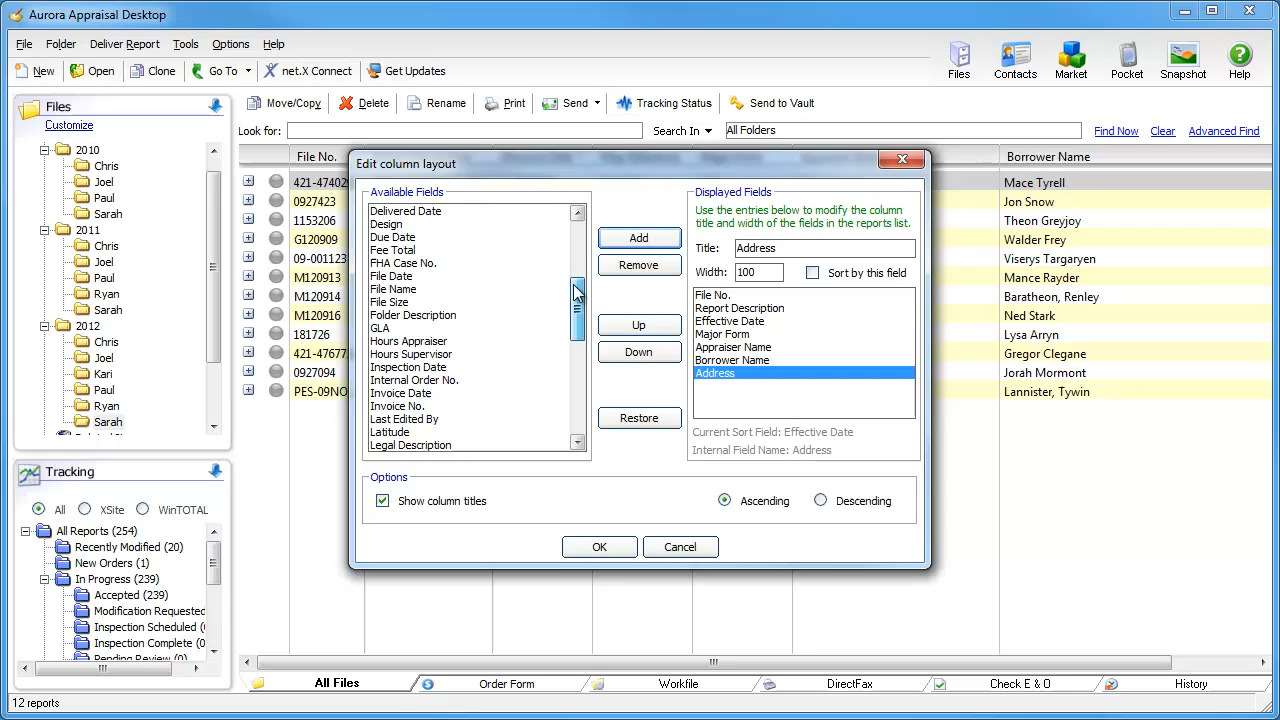 Aurora Appraisal Desktop
File Folder Deliver Report Tools Options Help
New Open Clone Go To net.X Connect Get Updates
Files Contacts Market Pocket Snapshot Help
Files
Customize
2010
Chris
Joel
Paul
Sarah
2011
Chris
Joel
Paul
Ryan
Sarah
2012
Chris
Joel
Kari
Paul
Ryan
Sarah
Tracking
All XSite WinTOTAL
All Reports (254)
Recently Modified (20)
New Orders (1)
In Progress (239)
Accepted (239)
Modification Requested
Inspection Scheduled (
Inspection Complete (0
Pending Review (0)
Move/Copy Delete Rename Print Send Tracking Status Send to Vault
Look for: Search In All Folders Find Now Clear Advanced Find
File No. Borrower Name
421-47402 Mace Tyrell
0927423 Jon Snow
1153206 Theon Greyjoy
G120909 Walder Frey
09-001123 Viserys Targaryen
M120913 Mance Rayder
M120914 Baratheon, Renley
M120916 Ned Stark
181726 Lysa Arryn
421-47677 Gregor Clegane
0927094 Jorah Mormont
PES-09NO Lannister, Tywin
Edit column layout
Available Fields
Delivered Date
Design
Due Date
Fee Total
FHA Case No.
File Date
File Name
File Size
Folder Description
GLA
Hours Appraiser
Hours Supervisor
Inspection Date
Internal Order No.
Invoice Date
Invoice No.
Last Edited By
Latitude
Legal Description
Add
Remove
Up
Down
Restore
Displayed Fields
Use the entries below to modify the column
title and width of the fields in the reports list.
Title: Address
Width: 100 Sort by this field
File No.
Report Description
Effective Date
Major Form
Appraiser Name
Borrower Name
Address
Current Sort Field: Effective Date
Internal Field Name: Address
Options
Show column titles Ascending Descending
OK Cancel
All Files Order Form Workfile DirectFax Check E & O History
12 reports